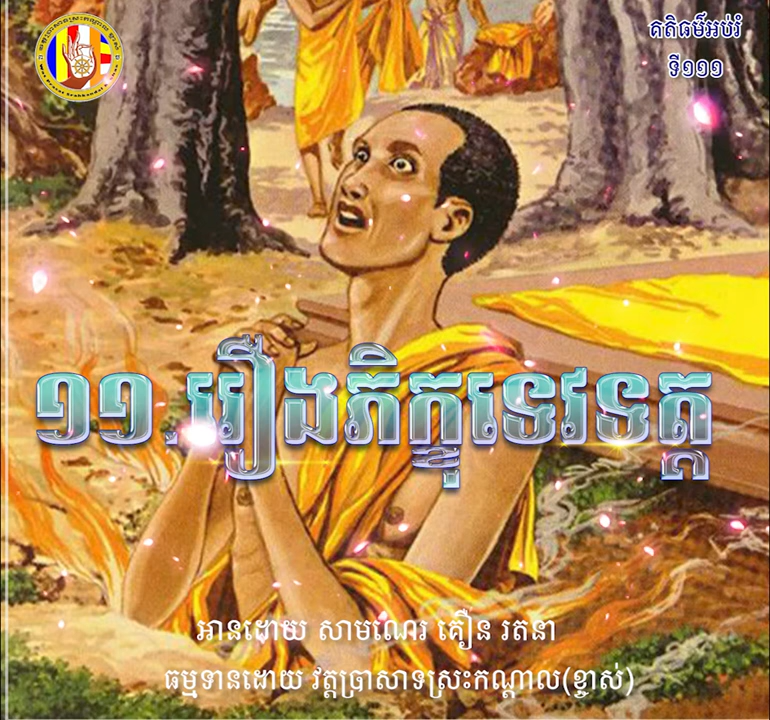 គតិធម៌អប់រំ
ទី១១១
១១. រឿងភិក្ខុទេវទត្ត
អានដោយ សាមណេរ គឿន រតនា
ធម្មទានដោយ វត្តប្រាសាទស្រះកណ្ដាល(ខ្ចាស់)